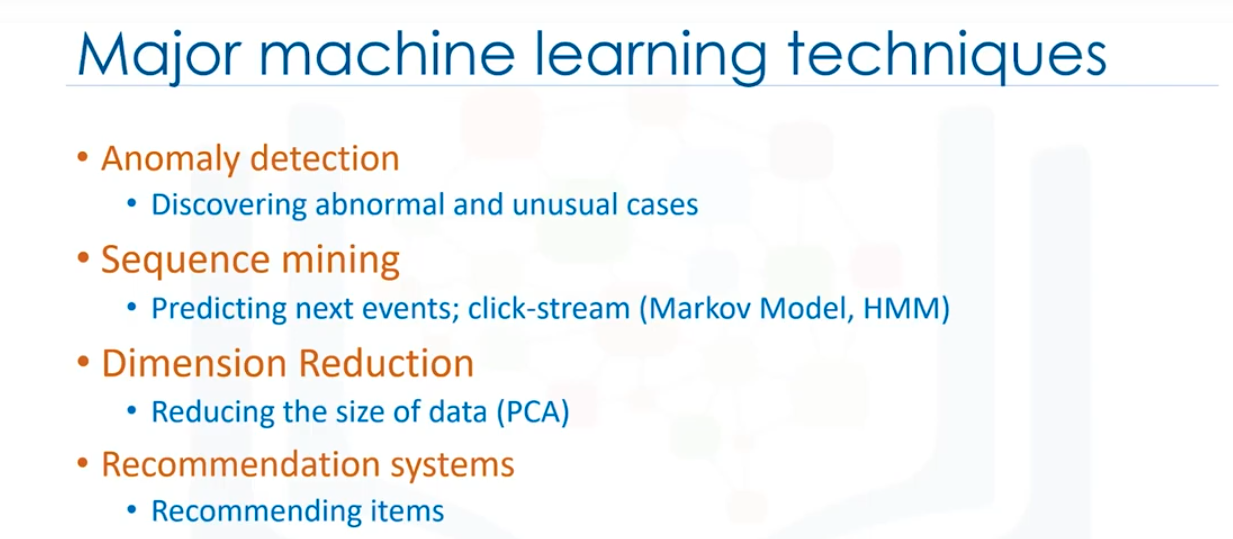 Major machine learning techniques
• Anomaly detection
• Discovering abnormal and unusual cases
• Sequence mining
• Predicting next events; click-stream (Markov Model, HMM)
• Dimension Reduction
• Reducing the size of data (PCA)
• Recommendation systems
• Recommending items